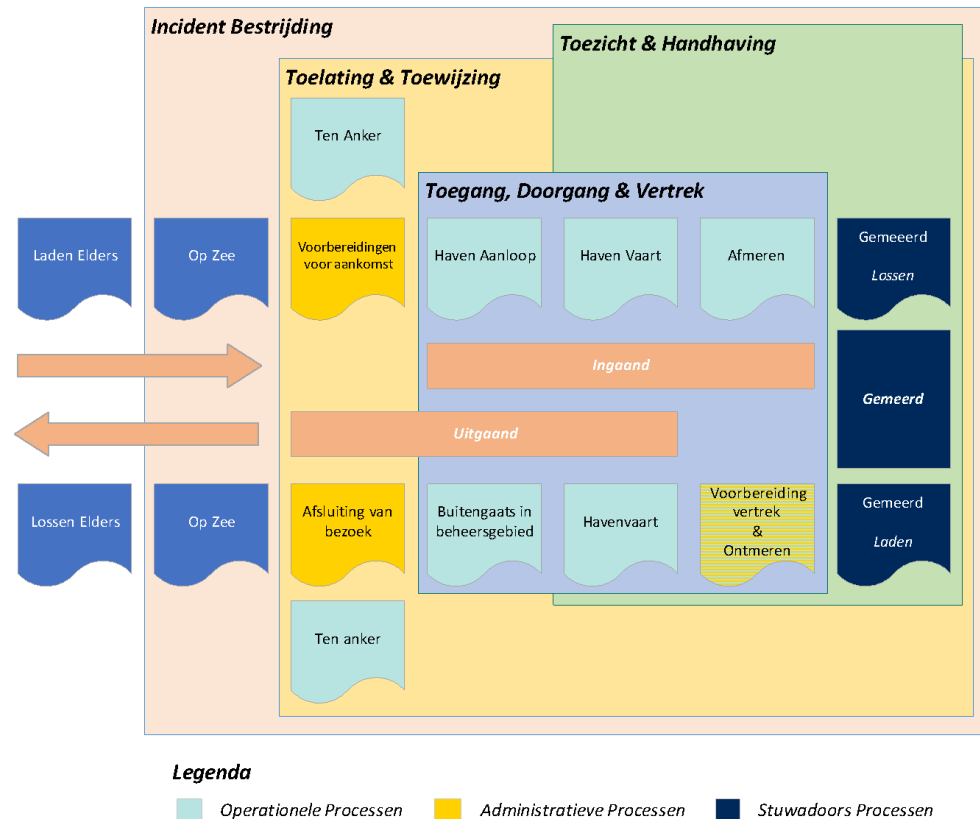 Incident Bestrijding
Toezicht & Handhaving
Toelating & Toewijzing
Ten Anker
Toegang, Doorgang & Vertrek
Laden Elders
Op Zee
Voorbereidingen
voor aankomst
Haven Aanloop
Haven Vaart
Afmeren
Gemeeerd
Lossen
Ingaand
Gemeerd
Uitgaand
Lossen Elders
Op Zee
Afsluiting van
bezoek
Buitengaats in
beheersgebied
Havenvaart
Voorbereiding
vertrek
&
Ontmeren
Gemeerd
Laden
Ten anker
Legenda
Operationele Processen
Administratieve Processen
Stuwadoors Processen